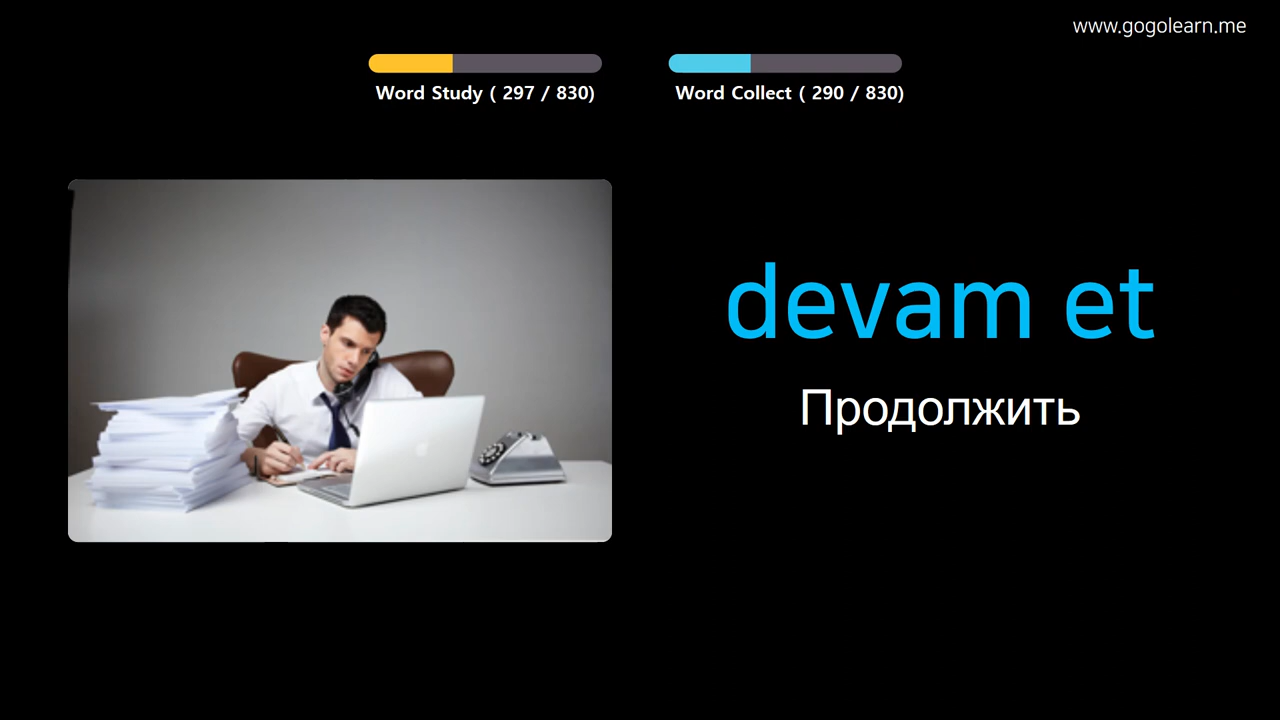 www.gogolearn.me
Word Study ( 297 / 830)
Word Collect ( 290 / 830)
devam et
Продолжить